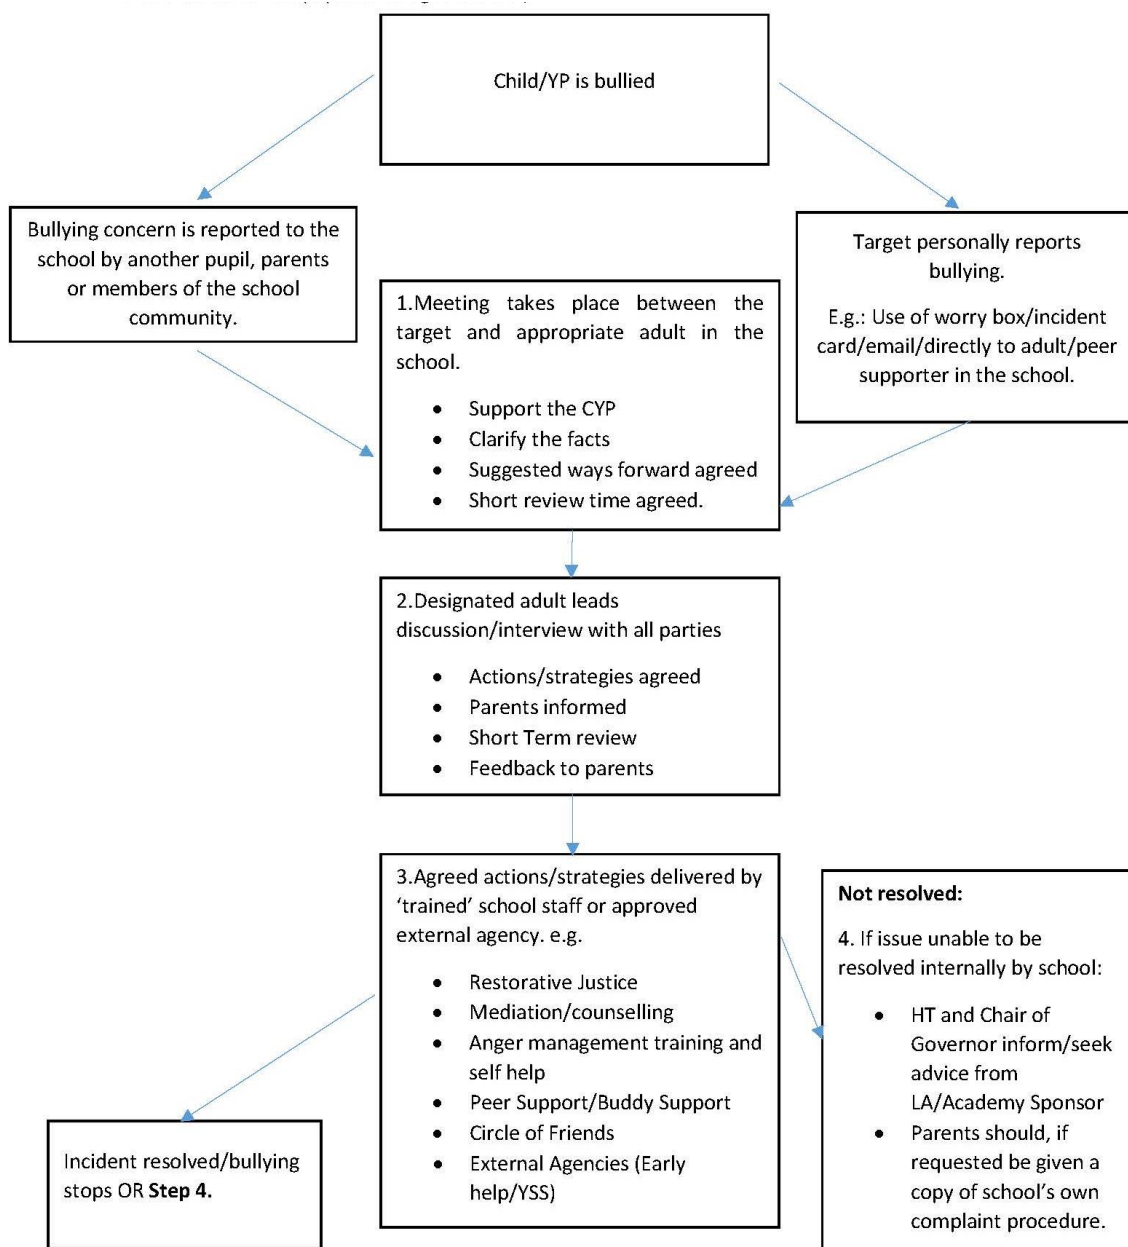 Child/YP is bullied
Bullying concern is reported to the
school by another pupil, parents
or members of the school
community.
Target personally reports
bullying.
E.g.: Use of worry box/incident
card/email/directly to adult/peer
supporter in the school.
1.Meeting takes place between the
target and appropriate adult in the
school.
• Support the CYP
• Clarify the facts
• Suggested ways forward agreed
• Short review time agreed.
2.Designated adult leads
discussion/interview with all parties
• Actions/strategies agreed
• Parents informed
• Short Term review
• Feedback to parents
3.Agreed actions/strategies delivered by
‘trained’ school staff or approved
external agency. e.g.
• Restorative Justice
• Mediation/counselling
• Anger management training and
self help
• Peer Support/Buddy Support
• Circle of Friends
• External Agencies (Early
help/YSS)
Not resolved:
4. If issue unable to be
resolved internally by school:
• HT and Chair of
Governor inform/seek
advice from
LA/Academy Sponsor
• Parents should, if
requested be given a
copy of school’s own
complaint procedure.
Incident resolved/bullying
stops OR Step 4.